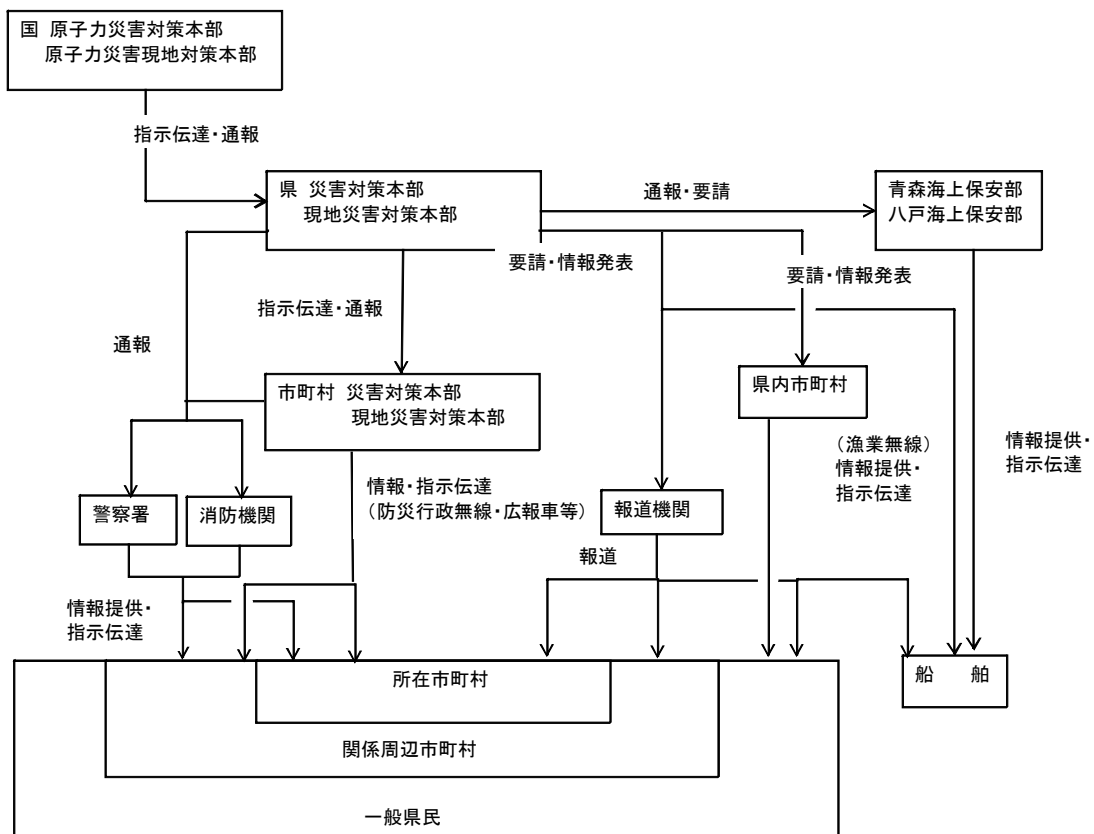 国 原子力災害対策本部
原子力災害現地対策本部
指示伝達・通報
県 災害対策本部
現地災害対策本部
通報・要請
青森海上保安部
八戸海上保安部
要請・情報発表
要請・情報発表
指示伝達・通報
通報
市町村 災害対策本部
現地災害対策本部
県内市町村
(漁業無線)
情報提供・
指示伝達
情報提供・
指示伝達
情報・指示伝達
(防災行政無線・広報車等)
警察署
消防機関
報道機関
報道
情報提供・
指示伝達
所在市町村
船 舶
関係周辺市町村
一般県民